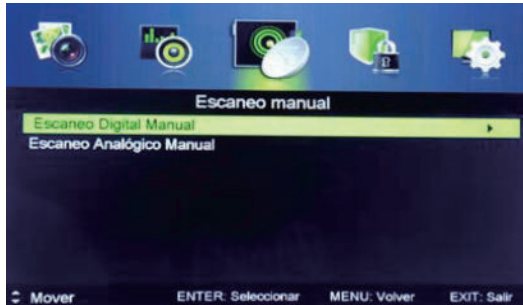 Escaneo manual
Escaneo Digital Manual
Escaneo Analógico Manual
Mover ENTER: Seleccionar MENU: Volver EXIT: Salir